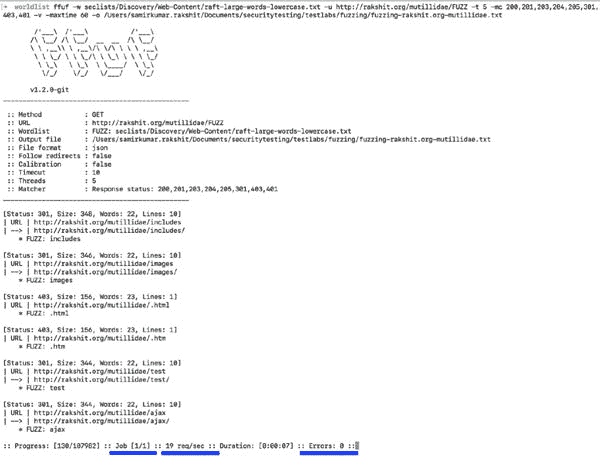 → worldlist ffuf -w seclists/Discovery/Web-Content/raft-large-words-lowercase.txt -u http://rakshit.org/mutillidae/FUZZ -t 5 -mc 200,201,203,204,205,301,
403,401 -v -maxtime 60 -o /Users/samirkumar.rakshit/Documents/securitytesting/testlabs/fuzzing/fuzzing-rakshit.org-mutillidae.txt
v1.2.0-git
:: Method : GET
:: URL : http://rakshit.org/mutillidae/FUZZ
:: Wordlist : FUZZ: seclists/Discovery/Web-Content/raft-large-words-lowercase.txt
:: Output file : /Users/samirkumar.rakshit/Documents/securitytesting/testlabs/fuzzing/fuzzing-rakshit.org-mutillidae.txt
:: File format : json
:: Follow redirects : false
:: Calibration : false
:: Timeout : 10
:: Threads : 5
:: Matcher : Response status: 200,201,203,204,205,301,403,401
[Status: 301, Size: 348, Words: 22, Lines: 10]
| URL | http://rakshit.org/mutillidae/includes
| --> | http://rakshit.org/mutillidae/includes/
* FUZZ: includes
[Status: 301, Size: 346, Words: 22, Lines: 10]
| URL | http://rakshit.org/mutillidae/images
| --> | http://rakshit.org/mutillidae/images/
* FUZZ: images
[Status: 403, Size: 156, Words: 23, Lines: 1]
| URL | http://rakshit.org/mutillidae/.html
* FUZZ: .html
[Status: 403, Size: 156, Words: 23, Lines: 1]
| URL | http://rakshit.org/mutillidae/.htm
* FUZZ: .htm
[Status: 301, Size: 344, Words: 22, Lines: 10]
| URL | http://rakshit.org/mutillidae/test
| --> | http://rakshit.org/mutillidae/test/
* FUZZ: test
[Status: 301, Size: 344, Words: 22, Lines: 10]
| URL | http://rakshit.org/mutillidae/ajax
| --> | http://rakshit.org/mutillidae/ajax/
* FUZZ: ajax
:: Progress: [130/107982] :: Job [1/1] :: 19 req/sec :: Duration: [0:00:07] :: Errors: 0 ::